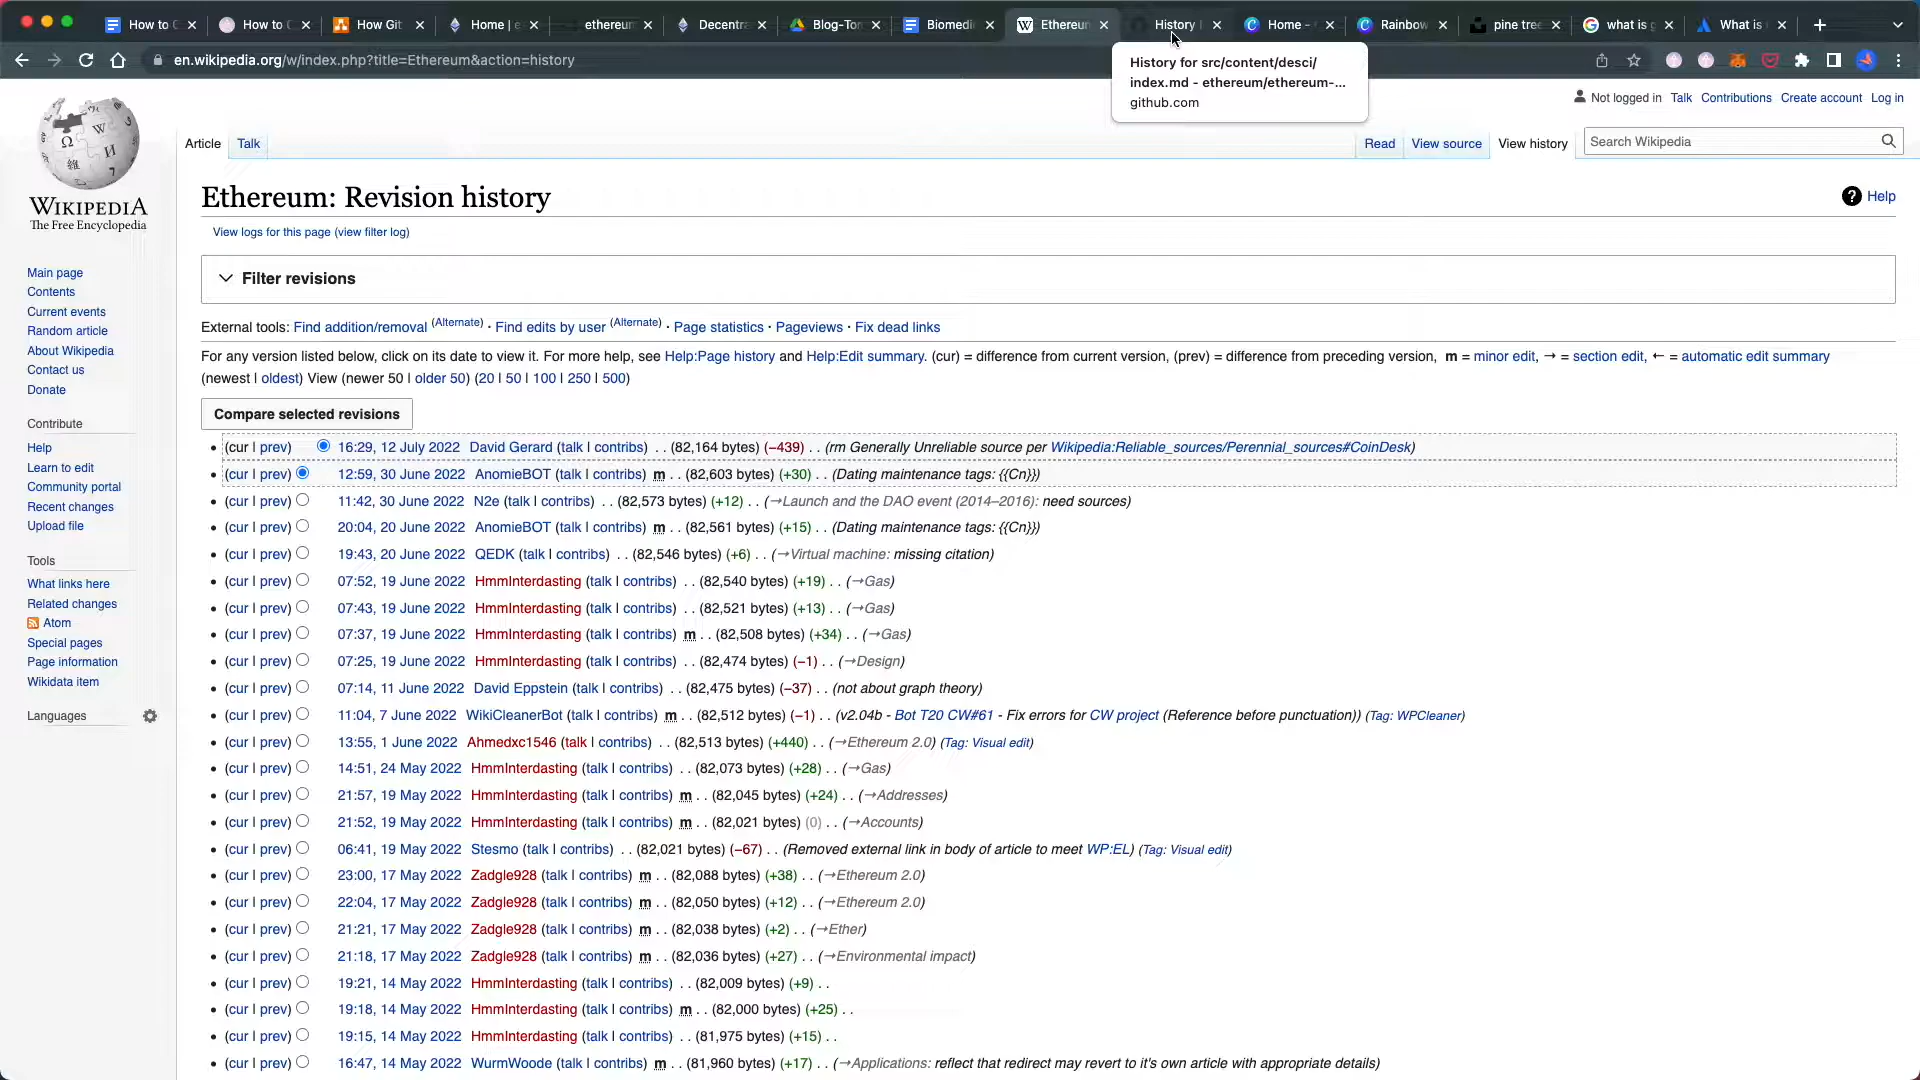 How to C
How to C
How Git
Home | e
ethereum
Decentra
Blog-Tor
Biomedi
W Ethereum
History
Home -
Rainbow
pine tree
what is g
What is
en.wikipedia.org/w/index.php?title=Ethereum&action=history
History for src/content/desci/
index.md - ethereum/ethereum-...
github.com
Not logged in Talk Contributions Create account Log in
Article Talk Read View source View history Search Wikipedia
WIKIPEDIA
The Free Encyclopedia
Main page
Contents
Current events
Random article
About Wikipedia
Contact us
Donate
Contribute
Help
Learn to edit
Community portal
Recent changes
Upload file
Tools
What links here
Related changes
Atom
Special pages
Page information
Wikidata item
Languages
Ethereum: Revision history
? Help
View logs for this page (view filter log)
Filter revisions
External tools: Find addition/removal (Alternate) · Find edits by user (Alternate) · Page statistics · Pageviews · Fix dead links
For any version listed below, click on its date to view it. For more help, see Help:Page history and Help:Edit summary. (cur) = difference from current version, (prev) = difference from preceding version, m = minor edit, → = section edit, ← = automatic edit summary
(newest | oldest) View (newer 50 | older 50) (20 | 50 | 100 | 250 | 500)
Compare selected revisions
(cur | prev) 16:29, 12 July 2022 David Gerard (talk | contribs) . . (82,164 bytes) (−439) . . (rm Generally Unreliable source per Wikipedia:Reliable_sources/Perennial_sources#CoinDesk)
(cur | prev) 12:59, 30 June 2022 AnomieBOT (talk | contribs) m . . (82,603 bytes) (+30) . . (Dating maintenance tags: {{Cn}})
(cur | prev) 11:42, 30 June 2022 N2e (talk | contribs) . . (82,573 bytes) (+12) . . (→Launch and the DAO event (2014–2016): need sources)
(cur | prev) 20:04, 20 June 2022 AnomieBOT (talk | contribs) m . . (82,561 bytes) (+15) . . (Dating maintenance tags: {{Cn}})
(cur | prev) 19:43, 20 June 2022 QEDK (talk | contribs) . . (82,546 bytes) (+6) . . (→Virtual machine: missing citation)
(cur | prev) 07:52, 19 June 2022 HmmInterdasting (talk | contribs) . . (82,540 bytes) (+19) . . (→Gas)
(cur | prev) 07:43, 19 June 2022 HmmInterdasting (talk | contribs) . . (82,521 bytes) (+13) . . (→Gas)
(cur | prev) 07:37, 19 June 2022 HmmInterdasting (talk | contribs) m . . (82,508 bytes) (+34) . . (→Gas)
(cur | prev) 07:25, 19 June 2022 HmmInterdasting (talk | contribs) . . (82,474 bytes) (−1) . . (→Design)
(cur | prev) 07:14, 11 June 2022 David Eppstein (talk | contribs) . . (82,475 bytes) (−37) . . (not about graph theory)
(cur | prev) 11:04, 7 June 2022 WikiCleanerBot (talk | contribs) m . . (82,512 bytes) (−1) . . (v2.04b - Bot T20 CW#61 - Fix errors for CW project (Reference before punctuation)) (Tag: WPCleaner)
(cur | prev) 13:55, 1 June 2022 Ahmedxc1546 (talk | contribs) . . (82,513 bytes) (+440) . . (→Ethereum 2.0) (Tag: Visual edit)
(cur | prev) 14:51, 24 May 2022 HmmInterdasting (talk | contribs) . . (82,073 bytes) (+28) . . (→Gas)
(cur | prev) 21:57, 19 May 2022 HmmInterdasting (talk | contribs) m . . (82,045 bytes) (+24) . . (→Addresses)
(cur | prev) 21:52, 19 May 2022 HmmInterdasting (talk | contribs) m . . (82,021 bytes) (0) . . (→Accounts)
(cur | prev) 06:41, 19 May 2022 Stesmo (talk | contribs) . . (82,021 bytes) (−67) . . (Removed external link in body of article to meet WP:EL) (Tag: Visual edit)
(cur | prev) 23:00, 17 May 2022 Zadgle928 (talk | contribs) m . . (82,088 bytes) (+38) . . (→Ethereum 2.0)
(cur | prev) 22:04, 17 May 2022 Zadgle928 (talk | contribs) m . . (82,050 bytes) (+12) . . (→Ethereum 2.0)
(cur | prev) 21:21, 17 May 2022 Zadgle928 (talk | contribs) m . . (82,038 bytes) (+2) . . (→Ether)
(cur | prev) 21:18, 17 May 2022 Zadgle928 (talk | contribs) m . . (82,036 bytes) (+27) . . (→Environmental impact)
(cur | prev) 19:21, 14 May 2022 HmmInterdasting (talk | contribs) . . (82,009 bytes) (+9) . .
(cur | prev) 19:18, 14 May 2022 HmmInterdasting (talk | contribs) m . . (82,000 bytes) (+25) . .
(cur | prev) 19:15, 14 May 2022 HmmInterdasting (talk | contribs) . . (81,975 bytes) (+15) . .
(cur | prev) 16:47, 14 May 2022 WurmWoode (talk | contribs) m . . (81,960 bytes) (+17) . . (→Applications: reflect that redirect may revert to it's own article with appropriate details)